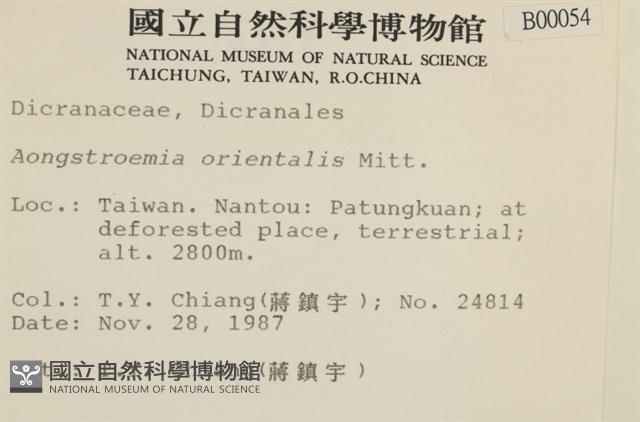 國立自然科學博物館
B00054
NATIONAL MUSEUM OF NATURAL SCIENCE
TAICHUNG, TAIWAN, R.O.CHINA
Dicranaceae, Dicranales
Aongstroemia orientalis Mitt.
Loc.: Taiwan. Nantou: Patungkuan; at
deforested place, terrestrial;
alt. 2800m.
Col.: T.Y. Chiang(蔣鎮宇); No. 24814
Date: Nov. 28, 1987
(蔣鎮宇)
國立自然科學博物館
NATIONAL MUSEUM OF NATURAL SCIENCE